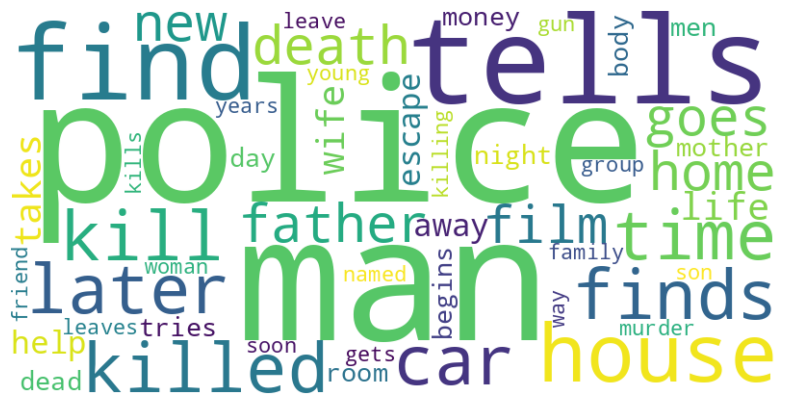 new
leave
money
gun
body
men
find
death
tells
young
years
police
wife
escape
goes
mother
takes
kills
day
killing
night
group
home
kill
father
away
film
time
life
woman
man
named
family
son
friend
later
begins
way
finds
leaves
tries
murder
help
soon
gets
car
house
dead
killed
room